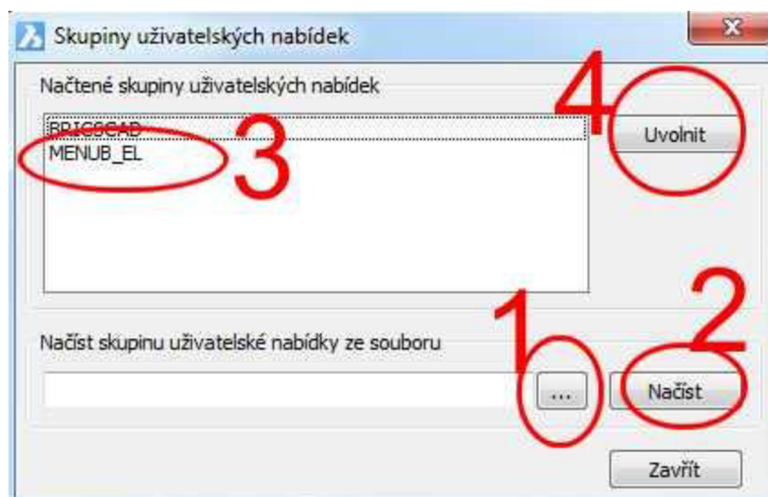 Skupiny uživatelských nabídek
Načtené skupiny uživatelských nabídek
4
BRICSCAD
Uvolnit
MENUB_EL
3
1
2
Načíst skupinu uživatelské nabídky ze souboru
...
Načíst
Zavřít